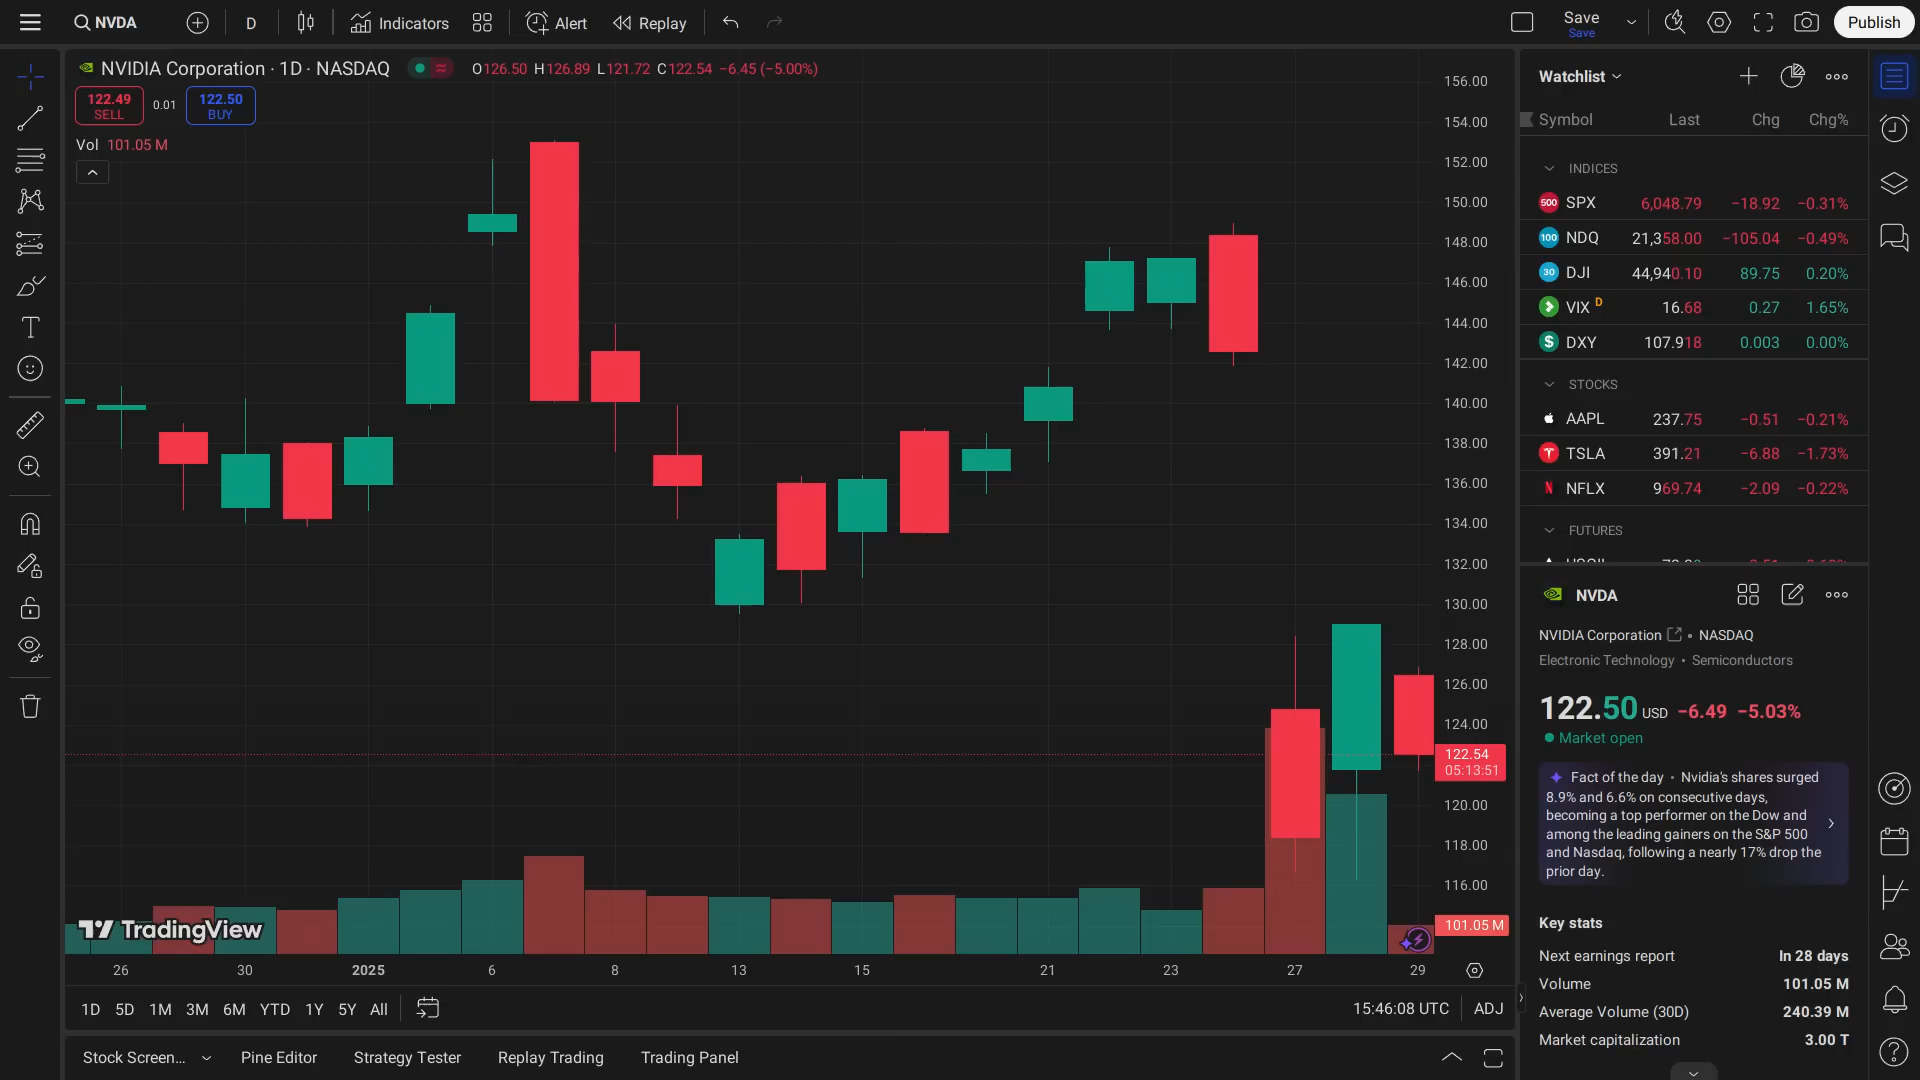 NVDA
D
Indicators
Alert
Replay
Save
Save
Publish
NVIDIA Corporation · 1D · NASDAQ
O126.50 H126.89 L121.72 C122.54 −6.45 (−5.00%)
122.49
SELL
0.01
122.50
BUY
Vol 101.05 M
156.00
154.00
152.00
150.00
148.00
146.00
144.00
142.00
140.00
138.00
136.00
134.00
132.00
130.00
128.00
126.00
124.00
122.54
05:13:51
120.00
118.00
116.00
101.05 M
TradingView
26 30 2025 6 8 13 15 21 23 27 29
1D 5D 1M 3M 6M YTD 1Y 5Y All
15:46:08 UTC ADJ
Stock Screen... Pine Editor Strategy Tester Replay Trading Trading Panel
Watchlist
Symbol Last Chg Chg%
INDICES
500 SPX 6,048.79 −18.92 −0.31%
100 NDQ 21,358.00 −105.04 −0.49%
30 DJI 44,940.10 89.75 0.20%
VIX D 16.68 0.27 1.65%
$ DXY 107.918 0.003 0.00%
STOCKS
AAPL 237.75 −0.51 −0.21%
TSLA 391.21 −6.88 −1.73%
NFLX 969.74 −2.09 −0.22%
FUTURES
NVDA
NVIDIA Corporation • NASDAQ
Electronic Technology • Semiconductors
122.50 USD −6.49 −5.03%
Market open
Fact of the day • Nvidia's shares surged
8.9% and 6.6% on consecutive days,
becoming a top performer on the Dow and
among the leading gainers on the S&P 500
and Nasdaq, following a nearly 17% drop the
prior day.
Key stats
Next earnings report In 28 days
Volume 101.05 M
Average Volume (30D) 240.39 M
Market capitalization 3.00 T